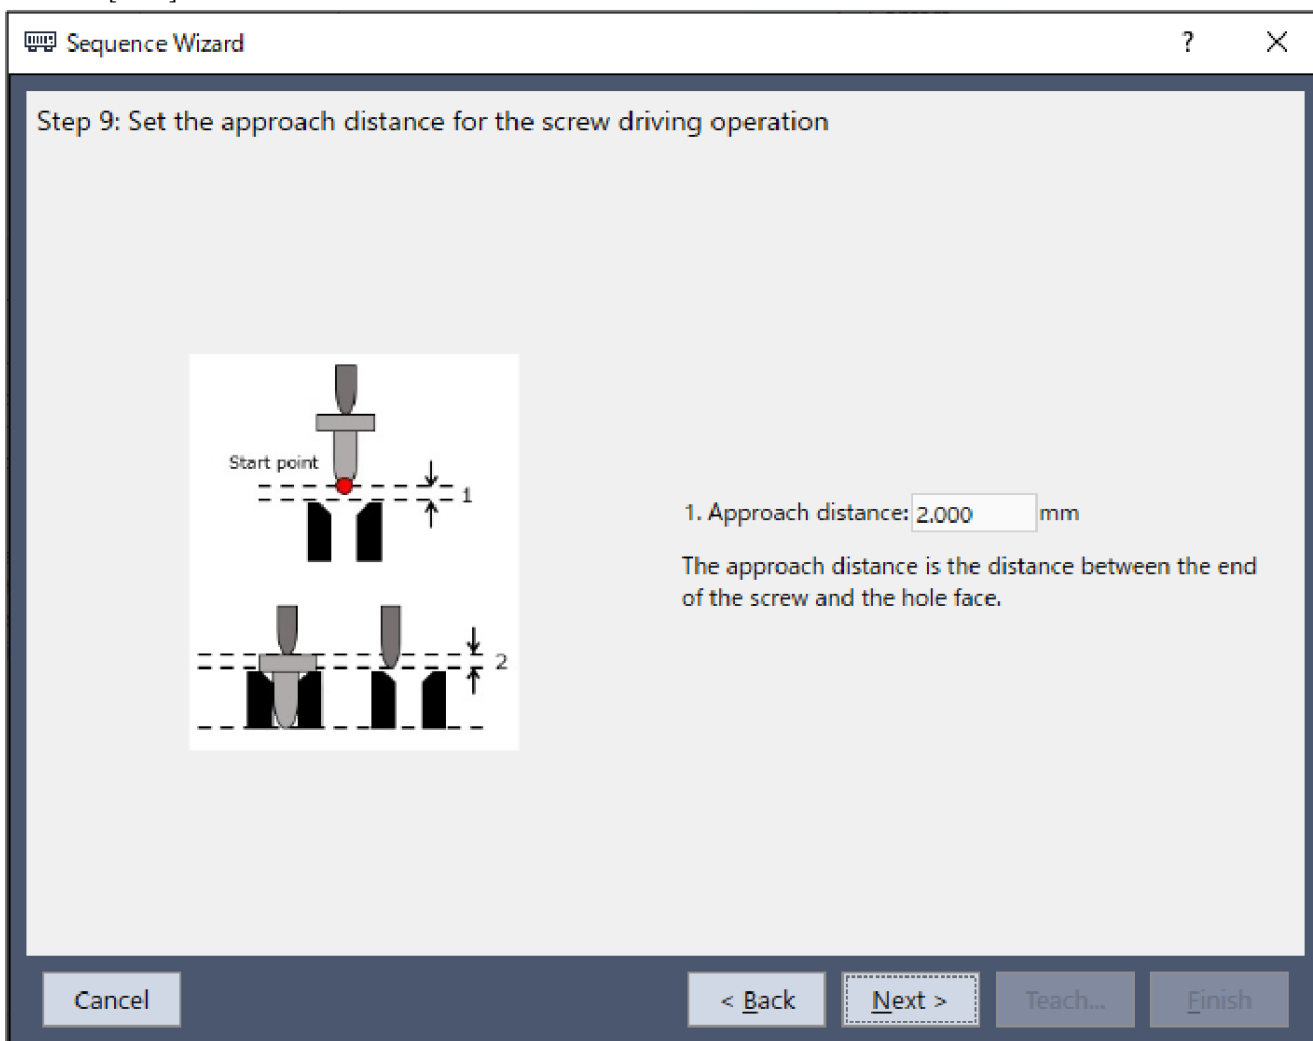 Sequence Wizard
?
Step 9: Set the approach distance for the screw driving operation
Start point
1
2
1. Approach distance: 2.000 mm
The approach distance is the distance between the end
of the screw and the hole face.
Cancel
< Back
Next >
Teach...
Finish